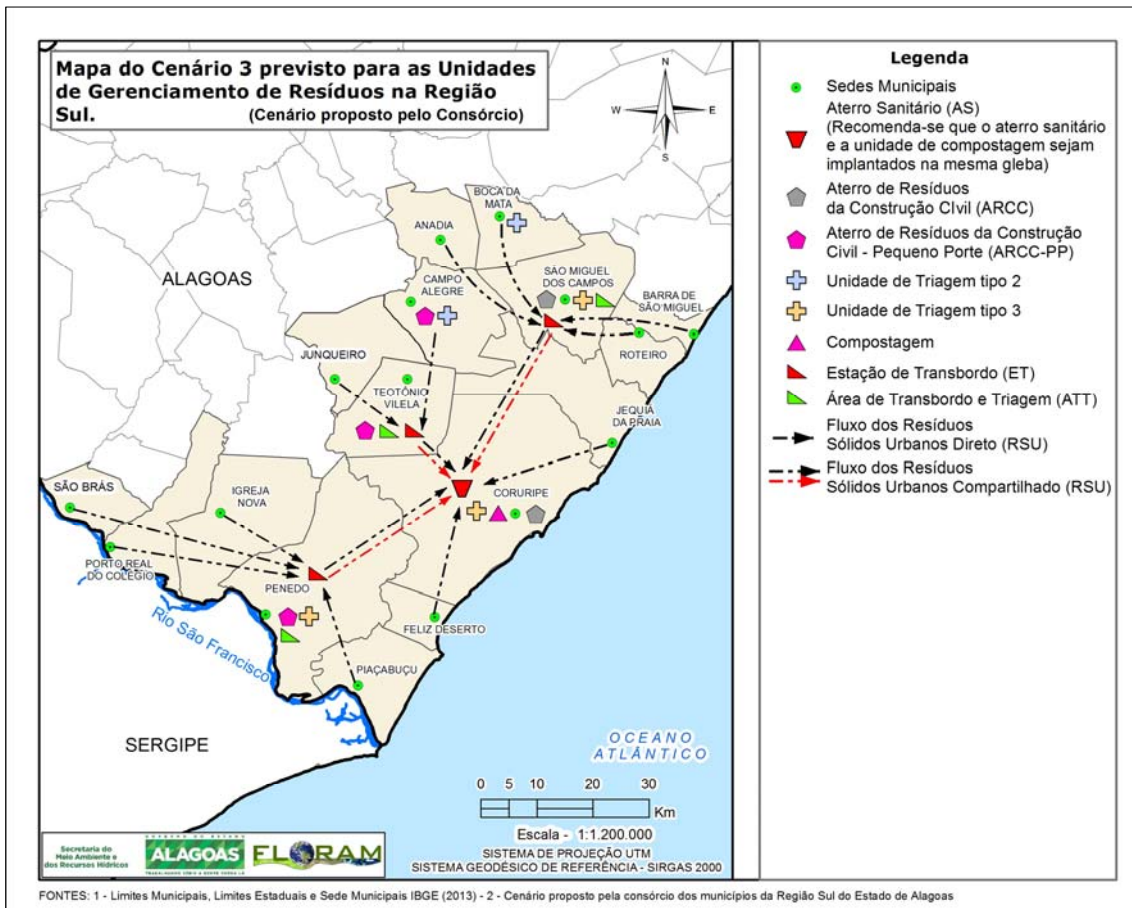 Mapa do Cenário 3 previsto para as Unidades
de Gerenciamento de Resíduos na Região
Sul. (Cenário proposto pelo Consórcio)
N
W
E
S
BOCA DA
MATA
ANADIA
ALAGOAS
CAMPO
ALEGRE
SÃO MIGUEL
DOS CAMPOS
BARRA DE
SÃO MIGUEL
ROTEIRO
JUNQUEIRO
TEOTÔNIO
VILELA
JEQUIA
DA PRAIA
SÃO BRÁS
IGREJA
NOVA
CORURIPE
PORTO REAL
DO COLÉGIO
PENEDO
FELIZ DESERTO
Rio São Francisco
PIAÇABUÇU
SERGIPE
OCEANO
ATLÂNTICO
0 5 10 20 30
Km
Escala - 1:1.200.000
SISTEMA DE PROJEÇÃO UTM
SISTEMA GEODÉSICO DE REFERÊNCIA - SIRGAS 2000
Secretaria do
Meio Ambiente e
dos Recursos Hídricos
GOVERNO DO ESTADO
ALAGOAS
FLORAM
Legenda
Sedes Municipais
Aterro Sanitário (AS)
(Recomenda-se que o aterro sanitário
e a unidade de compostagem sejam
implantados na mesma gleba)
Aterro de Resíduos
da Construção CIvil (ARCC)
Aterro de Resíduos da Construção
Civil - Pequeno Porte (ARCC-PP)
Unidade de Triagem tipo 2
Unidade de Triagem tipo 3
Compostagem
Estação de Transbordo (ET)
Área de Transbordo e Triagem (ATT)
Fluxo dos Resíduos
Sólidos Urbanos Direto (RSU)
Fluxo dos Resíduos
Sólidos Urbanos Compartilhado (RSU)
FONTES: 1 - Limites Municipais, Limites Estaduais e Sede Municipais IBGE (2013) - 2 - Cenário proposto pela consórcio dos municípios da Região Sul do Estado de Alagoas